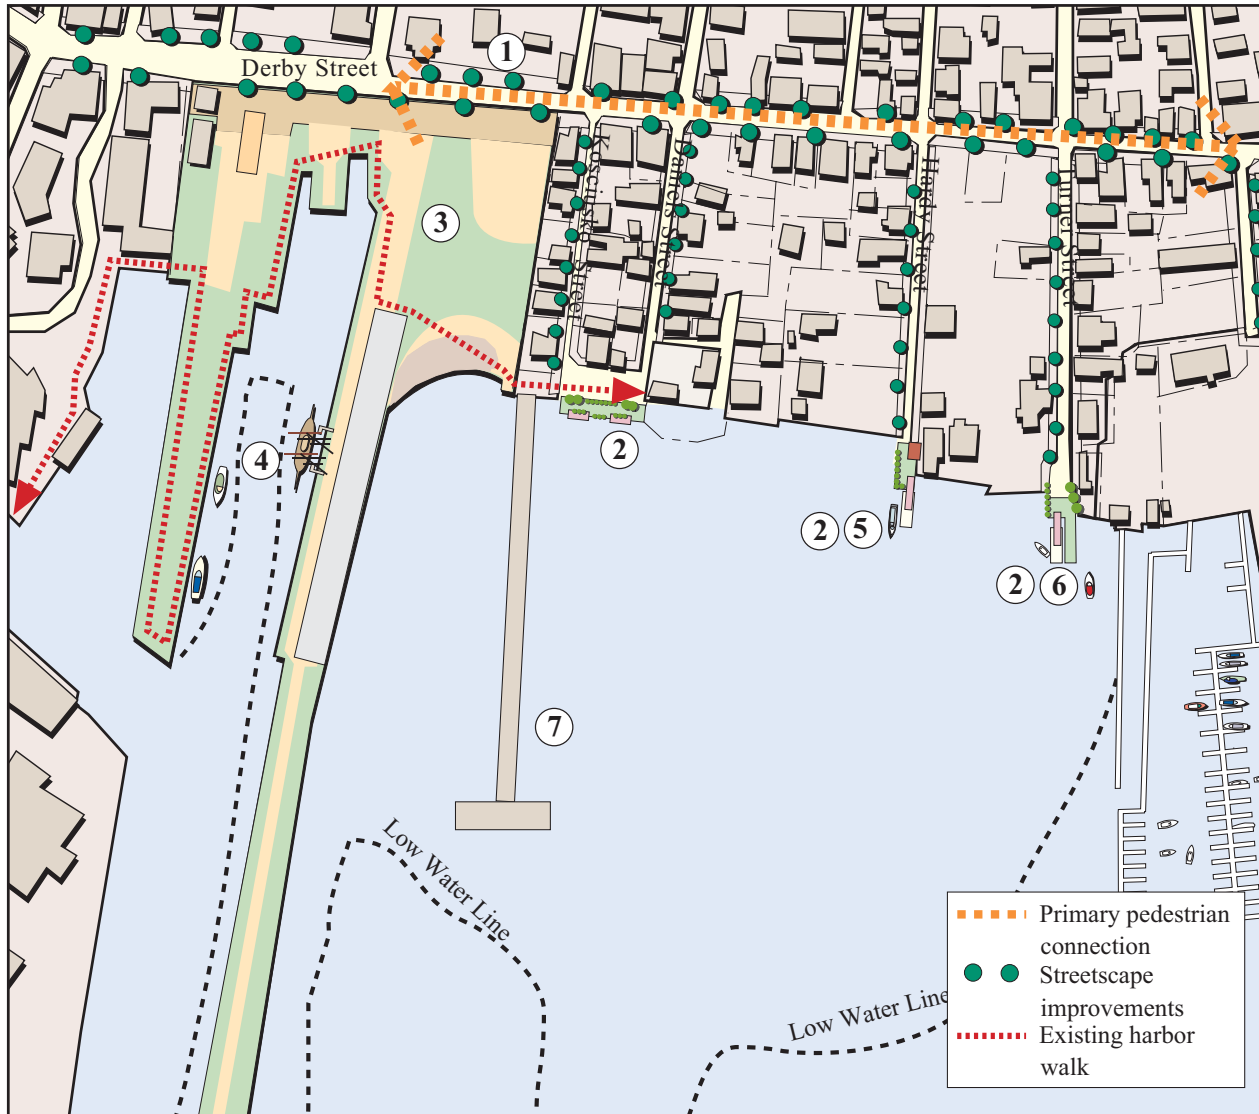 1
Derby Street
Kosciusko Street
Daniels Street
Hardy Street
Turner Street
3
2
4
2
5
2
6
7
Low Water Line
Low Water Line
Primary pedestrian
connection
Streetscape
improvements
Existing harbor
walk